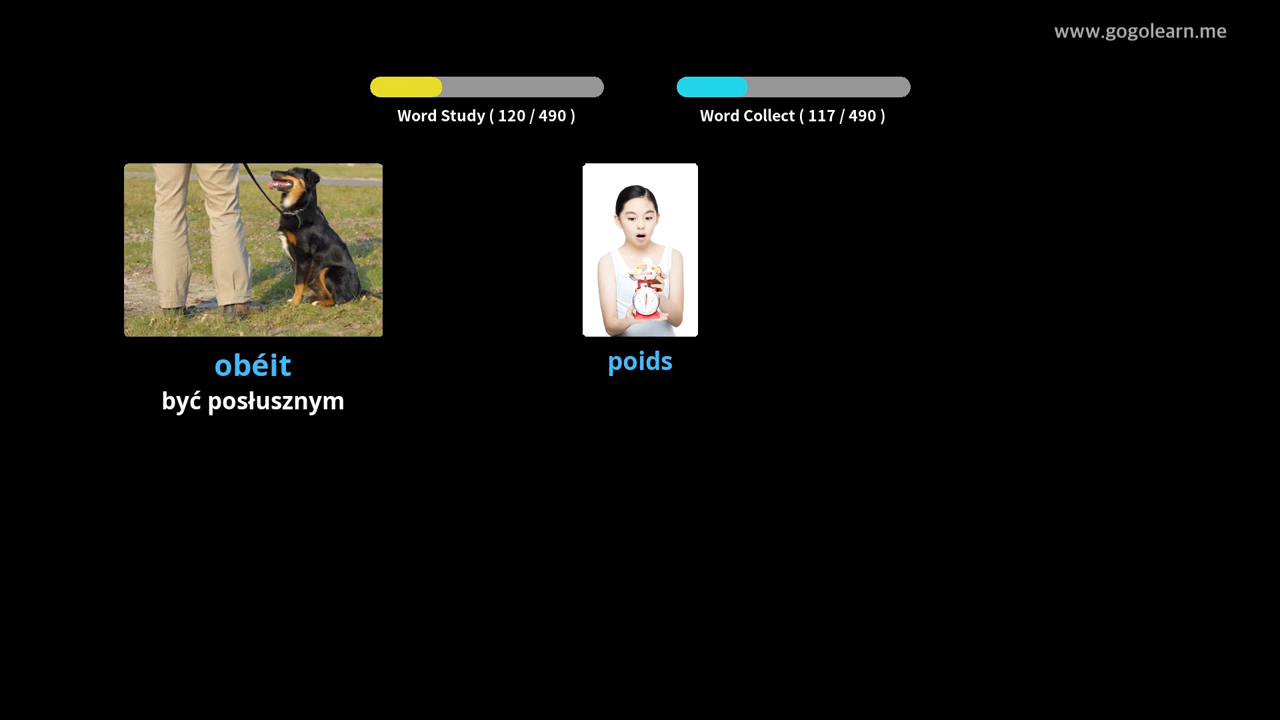 www.gogolearn.me
Word Study ( 120 / 490 )
Word Collect ( 117 / 490 )
obéit
być posłusznym
poids